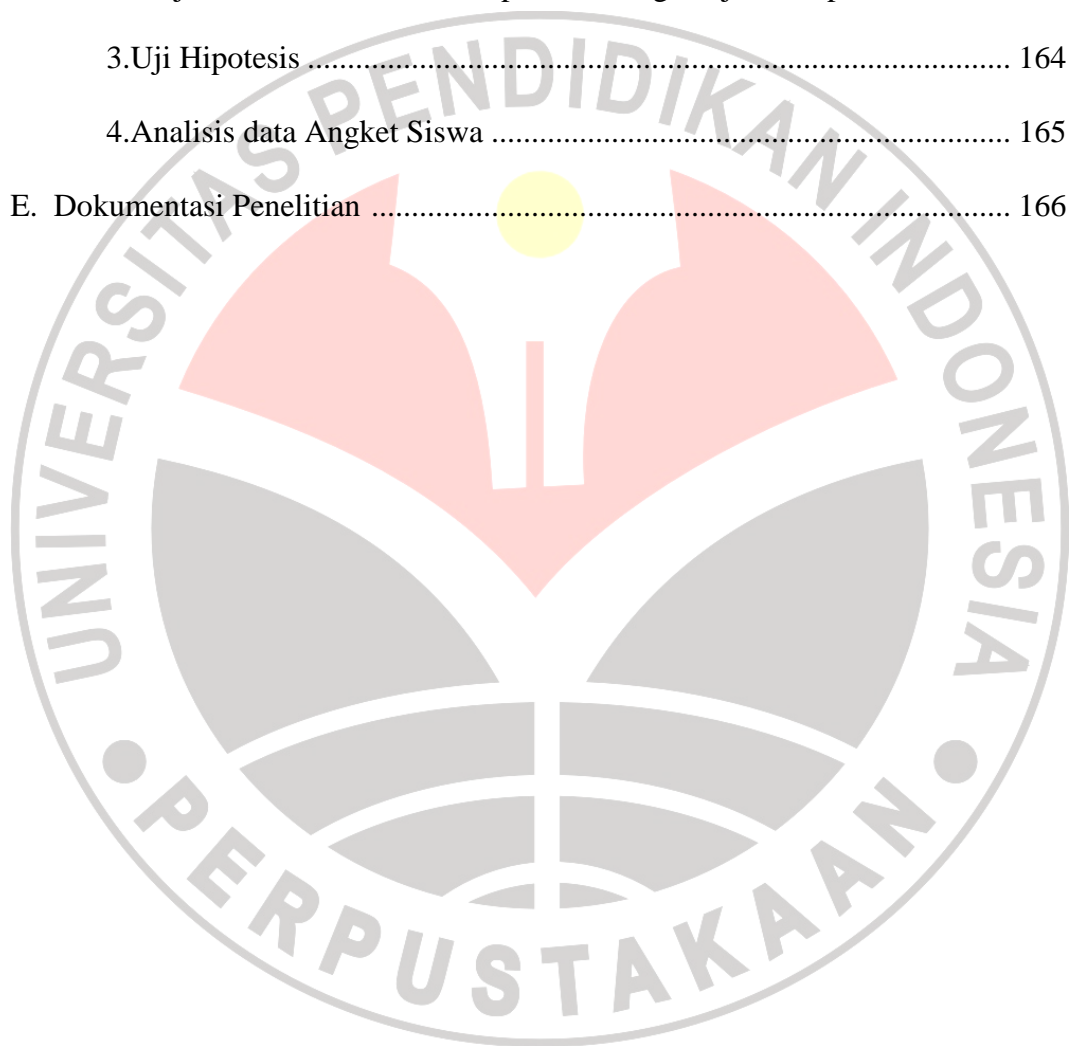 3.Uji Hipotesis .......................................................................................... 164
4.Analisis data Angket Siswa .................................................................. 165
E. Dokumentasi Penelitian .................................................................................. 166
UNIVERSITAS PENDIDIKAN INDONESIA
PERPUSTAKAAN